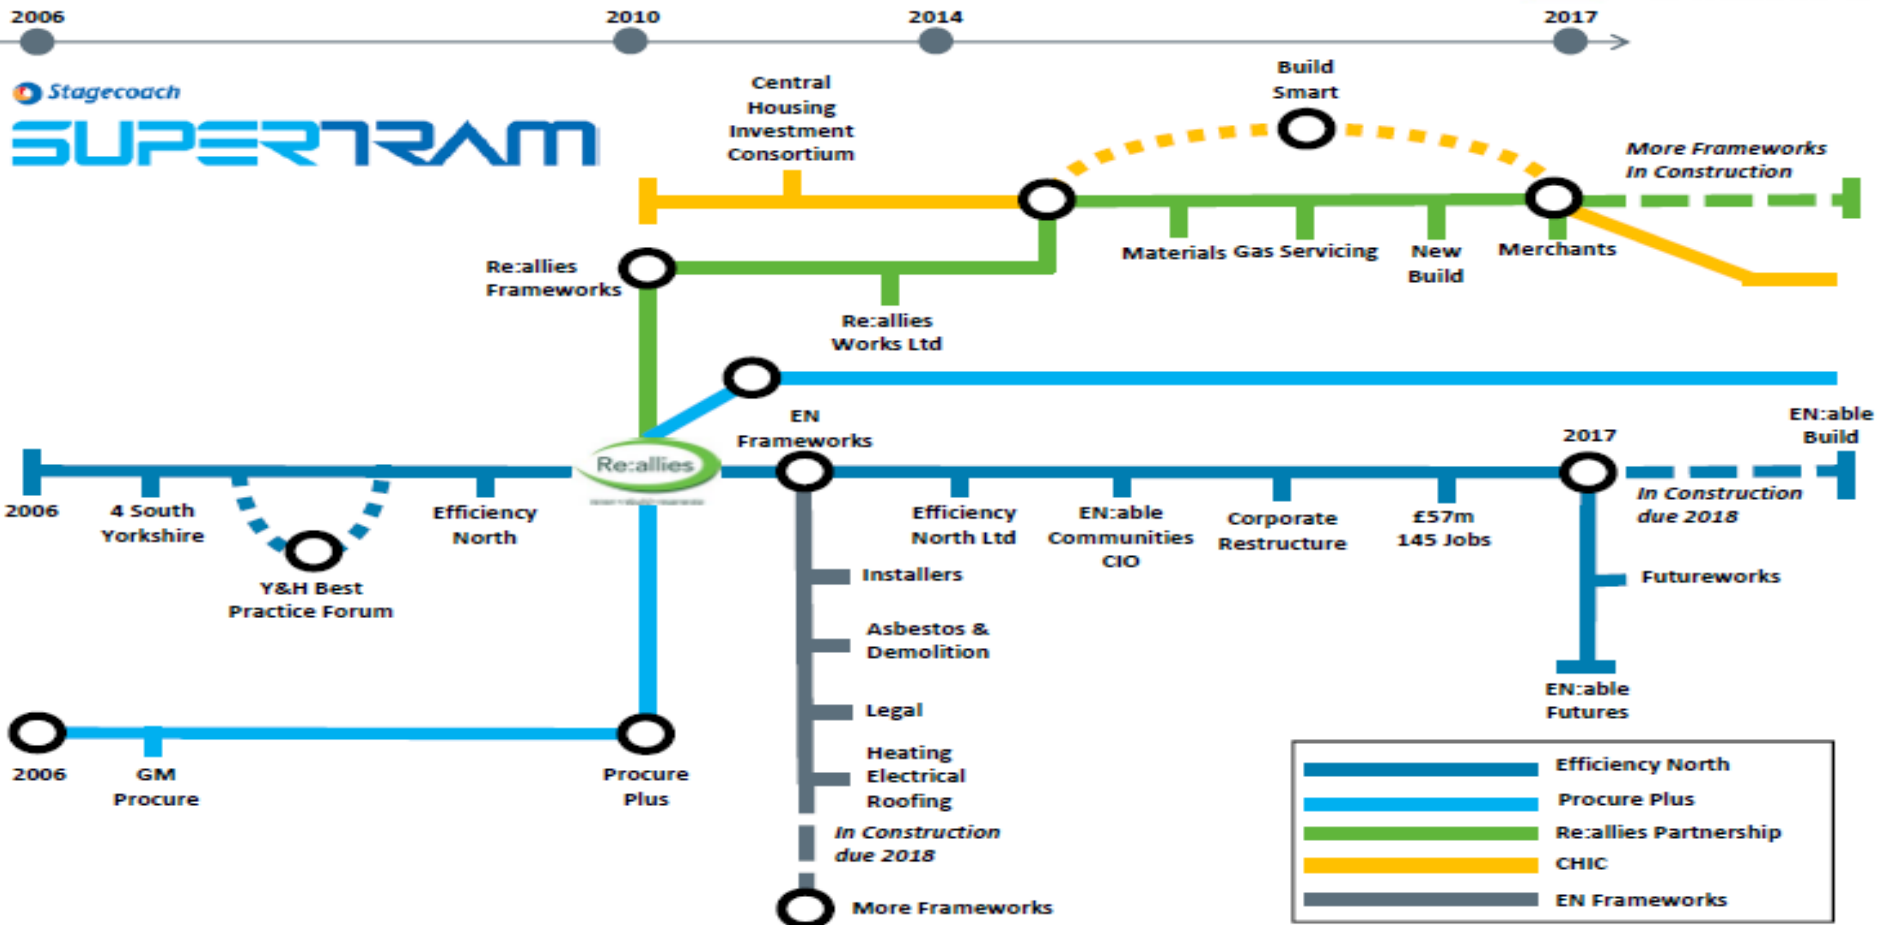 2006
2010
2014
2017
Stagecoach
SUPERTRAM
Central
Housing
Investment
Consortium
Build
Smart
More Frameworks
In Construction
Materials
Gas Servicing
New
Build
Merchants
Re:allies
Frameworks
Re:allies
Works Ltd
EN
Frameworks
2017
EN:able
Build
Re:allies
2006
4 South
Yorkshire
Efficiency
North
Y&H Best
Practice Forum
Efficiency
North Ltd
EN:able
Communities
CIO
Corporate
Restructure
£57m
145 Jobs
In Construction
due 2018
Installers
Asbestos &
Demolition
Legal
Heating
Electrical
Roofing
In Construction
due 2018
More Frameworks
Futureworks
EN:able
Futures
2006
GM
Procure
Procure
Plus
Efficiency North
Procure Plus
Re:allies Partnership
CHIC
EN Frameworks